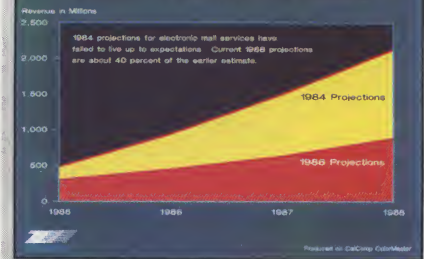 Revenue in Millions
2,500
1984 projections for electronic mail services have
failed to live up to expectations Current 1986 projections
are about 40 percent of the earlier estimate.
2,000
1,500
1984 Projections
1,000
500
1986 Projections
0
1985 1986 1987 1988
Produced on CalComp ColorMaster